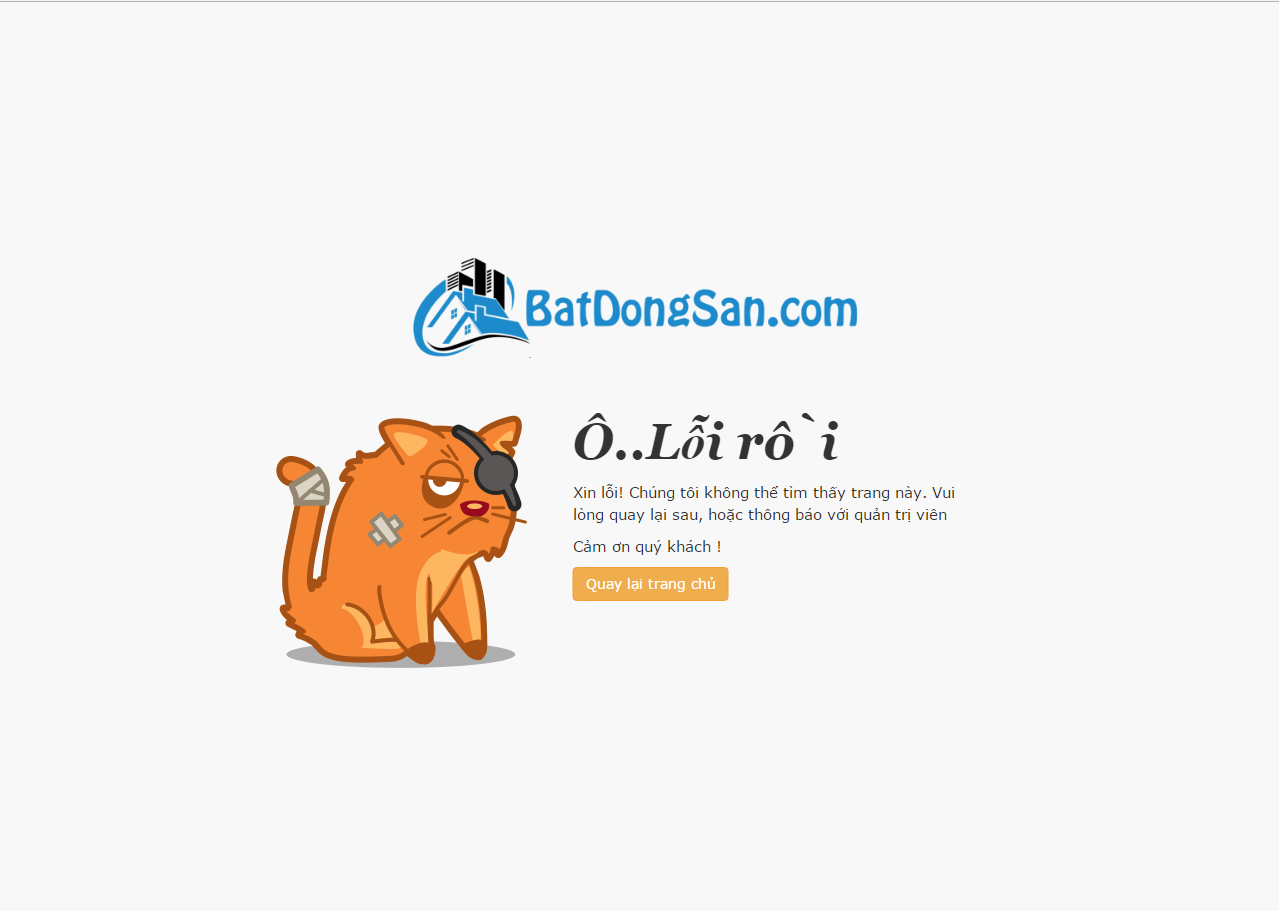 BatDongSan.com
Ô..Lỗi rồi
Xin lỗi! Chúng tôi không thể tìm thấy trang này. Vui
lòng quay lại sau, hoặc thông báo với quản trị viên
Cảm ơn quý khách !
Quay lại trang chủ